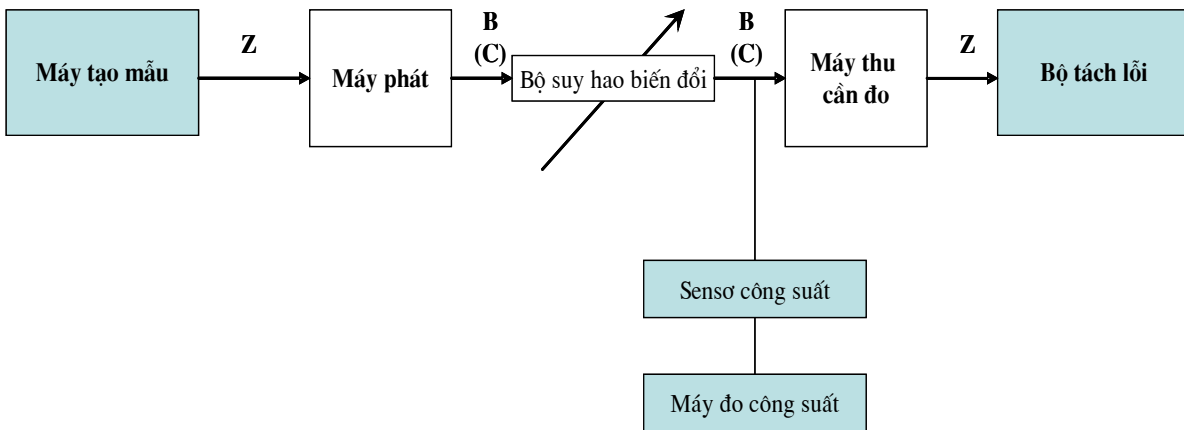 Máy tạo mẫu
Z
Máy phát
B
(C)
Bộ suy hao biến đổi
B
(C)
Máy thu
cần đo
Z
Bộ tách lỗi
Sensơ công suất
Máy đo công suất